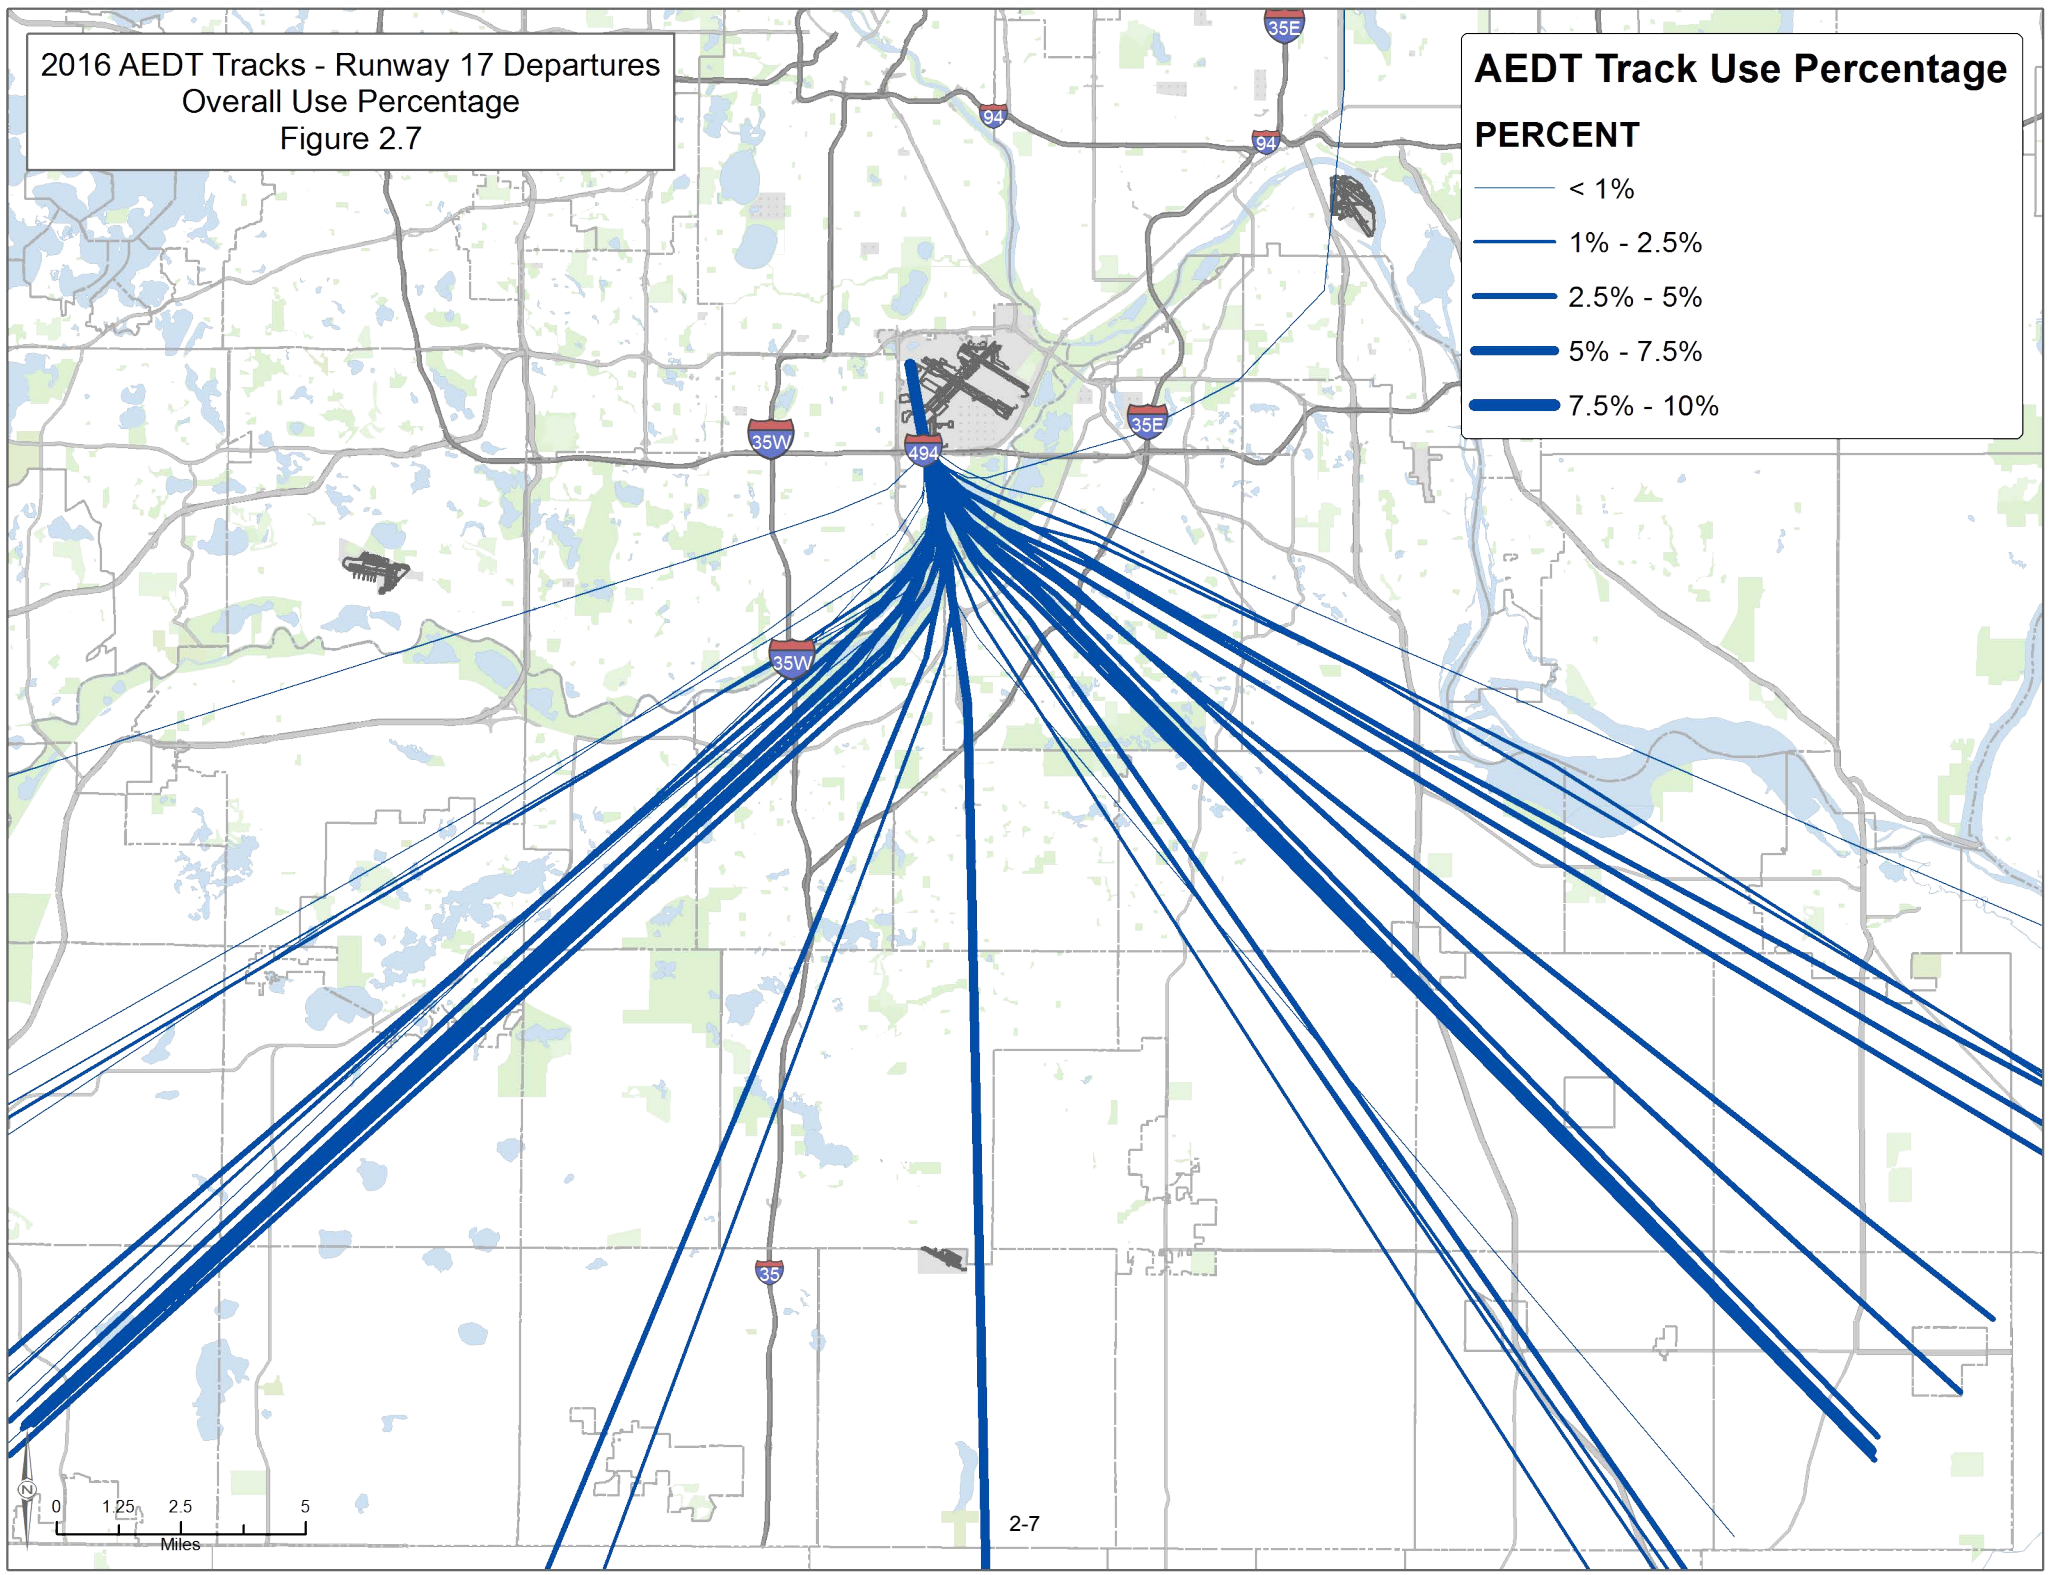 2016 AEDT Tracks - Runway 17 Departures
Overall Use Percentage
Figure 2.7
AEDT Track Use Percentage
PERCENT
< 1%
1% - 2.5%
2.5% - 5%
5% - 7.5%
7.5% - 10%
35E
94
94
35W
35E
494
35W
35
N
0 1.25 2.5 5
Miles
2-7